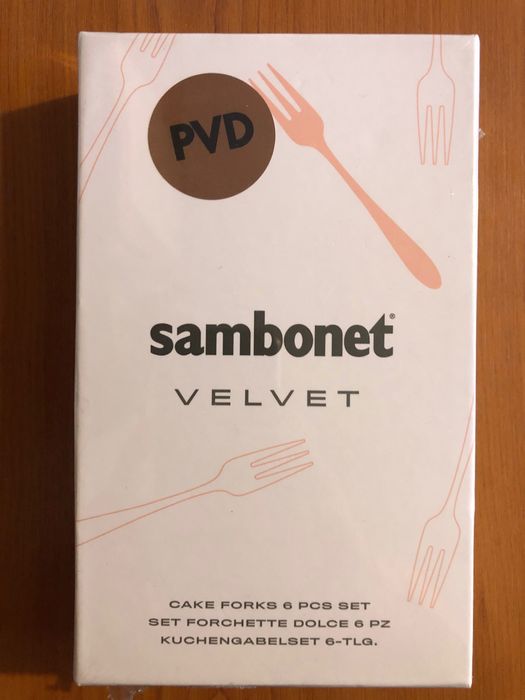 PVD
sambonet®
VELVET
CAKE FORKS 6 PCS SET
SET FORCHETTE DOLCE 6 PZ
KUCHENGABELSET 6-TLG.